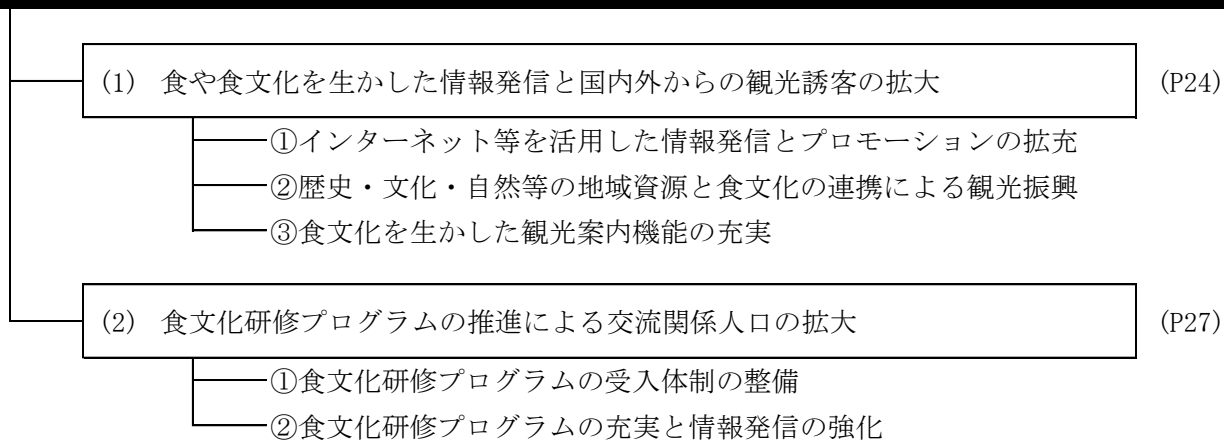 (1) 食や食文化を生かした情報発信と国内外からの観光誘客の拡大 (P24)
①インターネット等を活用した情報発信とプロモーションの拡充
②歴史・文化・自然等の地域資源と食文化の連携による観光振興
③食文化を生かした観光案内機能の充実
(2) 食文化研修プログラムの推進による交流関係人口の拡大 (P27)
①食文化研修プログラムの受入体制の整備
②食文化研修プログラムの充実と情報発信の強化